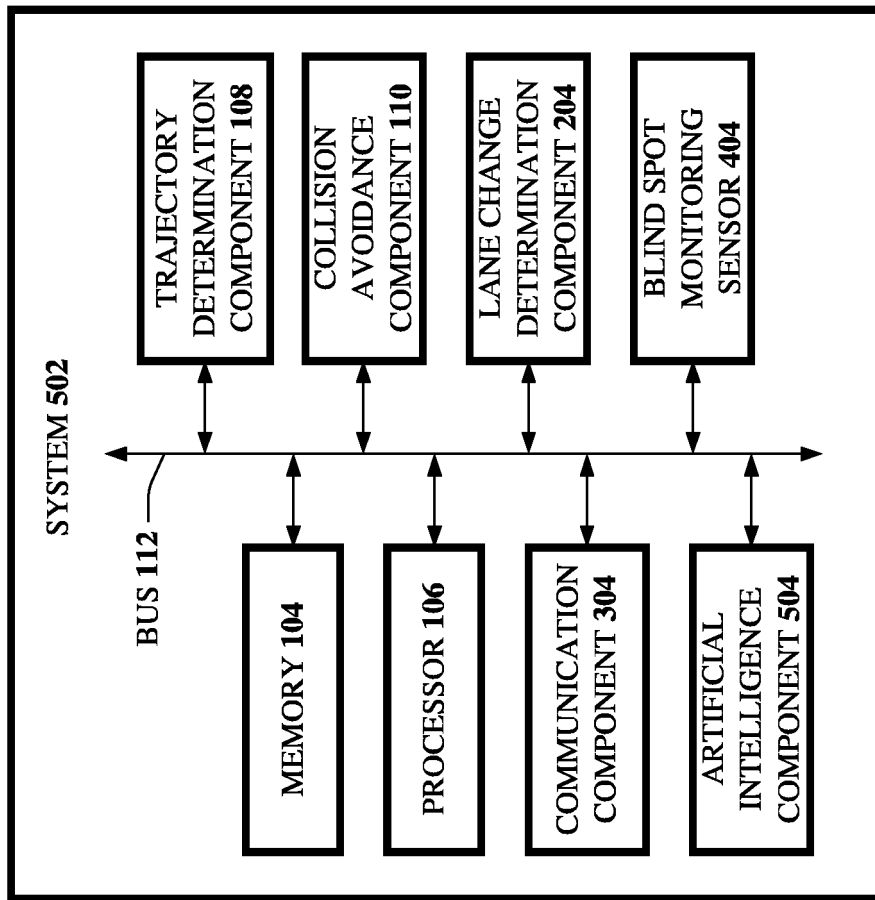 SYSTEM 502
BUS 112
MEMORY 104
PROCESSOR 106
COMMUNICATION
COMPONENT 304
ARTIFICIAL
INTELLIGENCE
COMPONENT 504
TRAJECTORY
DETERMINATION
COMPONENT 108
COLLISION
AVOIDANCE
COMPONENT 110
LANE CHANGE
DETERMINATION
COMPONENT 204
BLIND SPOT
MONITORING
SENSOR 404